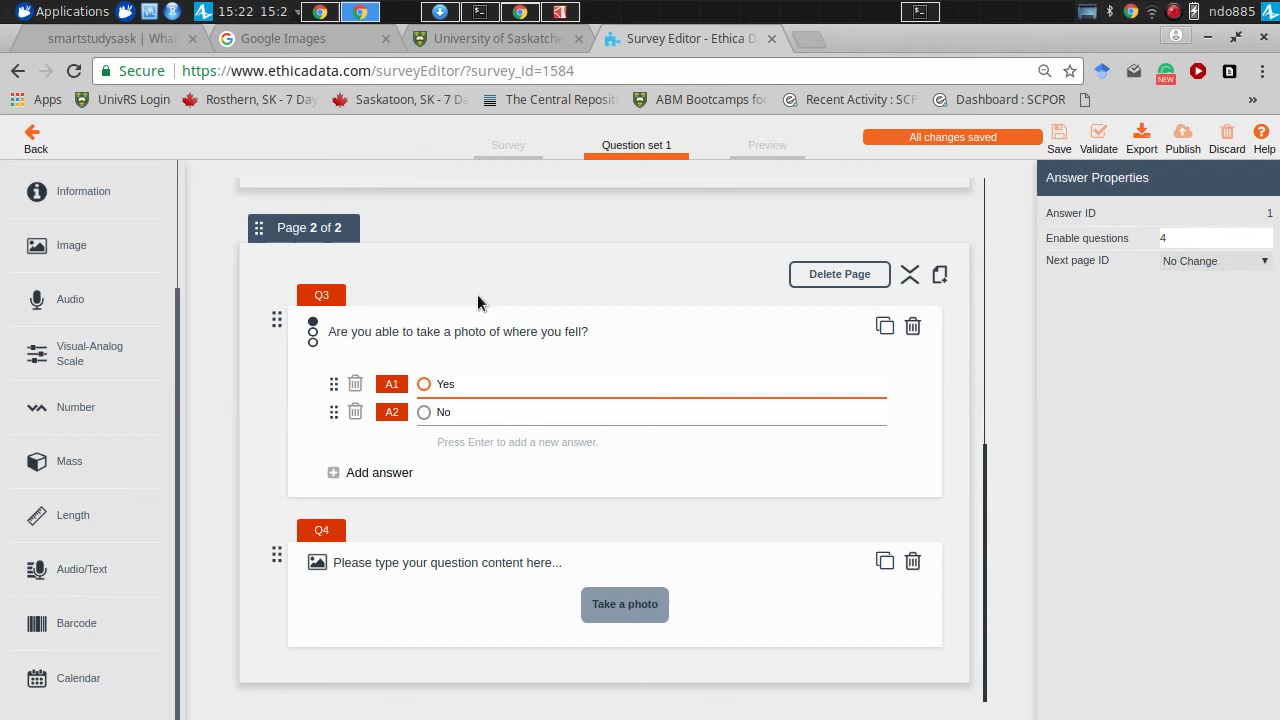 Applications 15:22 15:2 ndo885
smartstudysask | What
Google Images
University of Saskatche
Survey Editor - Ethica D
Secure https://www.ethicadata.com/surveyEditor?survey_id=1584
NEW
Apps UnivRS Login Rosthern, SK - 7 Day Saskatoon, SK - 7 Da The Central Reposit ABM Bootcamps for Recent Activity : SCP Dashboard : SCPOR »
Back
Survey
Question set 1
Preview
All changes saved
Save Validate Export Publish Discard Help
Information
Image
Audio
Visual-Analog
Scale
Number
Mass
Length
Audio/Text
Barcode
Calendar
Page 2 of 2
Delete Page
Q3
Are you able to take a photo of where you fell?
A1 Yes
A2 No
Press Enter to add a new answer.
Add answer
Q4
Please type your question content here...
Take a photo
Answer Properties
Answer ID 1
Enable questions 4
Next page ID No Change